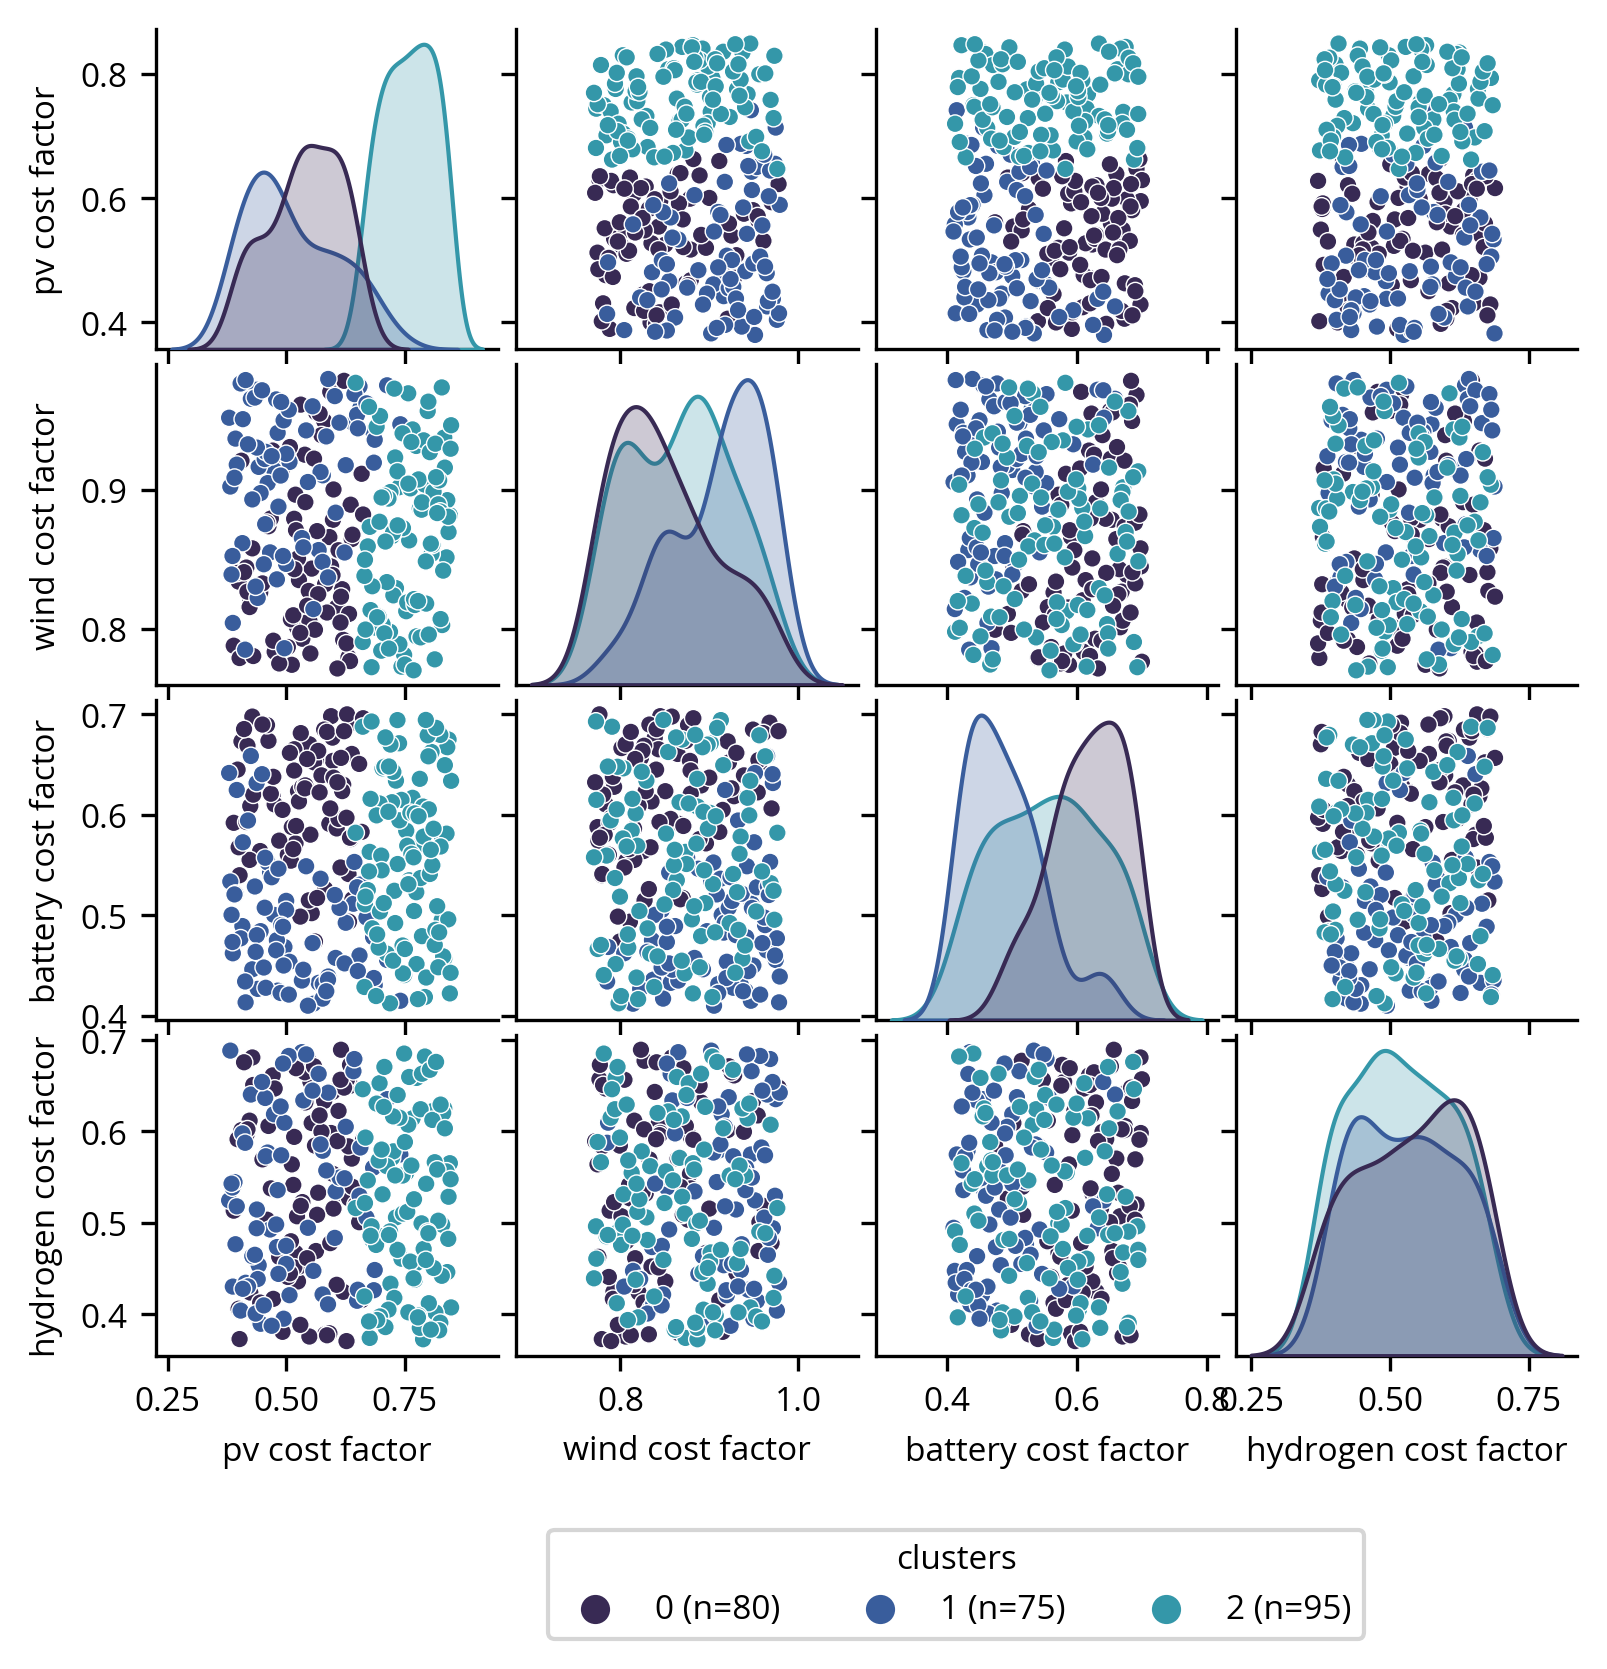 pv cost factor
0.8
0.6
0.4
wind cost factor
0.9
0.8
battery cost factor
0.7
0.6
0.5
0.4
hydrogen cost factor
0.7
0.6
0.5
0.4
0.25 0.50 0.75
0.8 1.0
0.4 0.6 0.8
0.25 0.50 0.75
pv cost factor
wind cost factor
battery cost factor
hydrogen cost factor
clusters
0 (n=80)
1 (n=75)
2 (n=95)